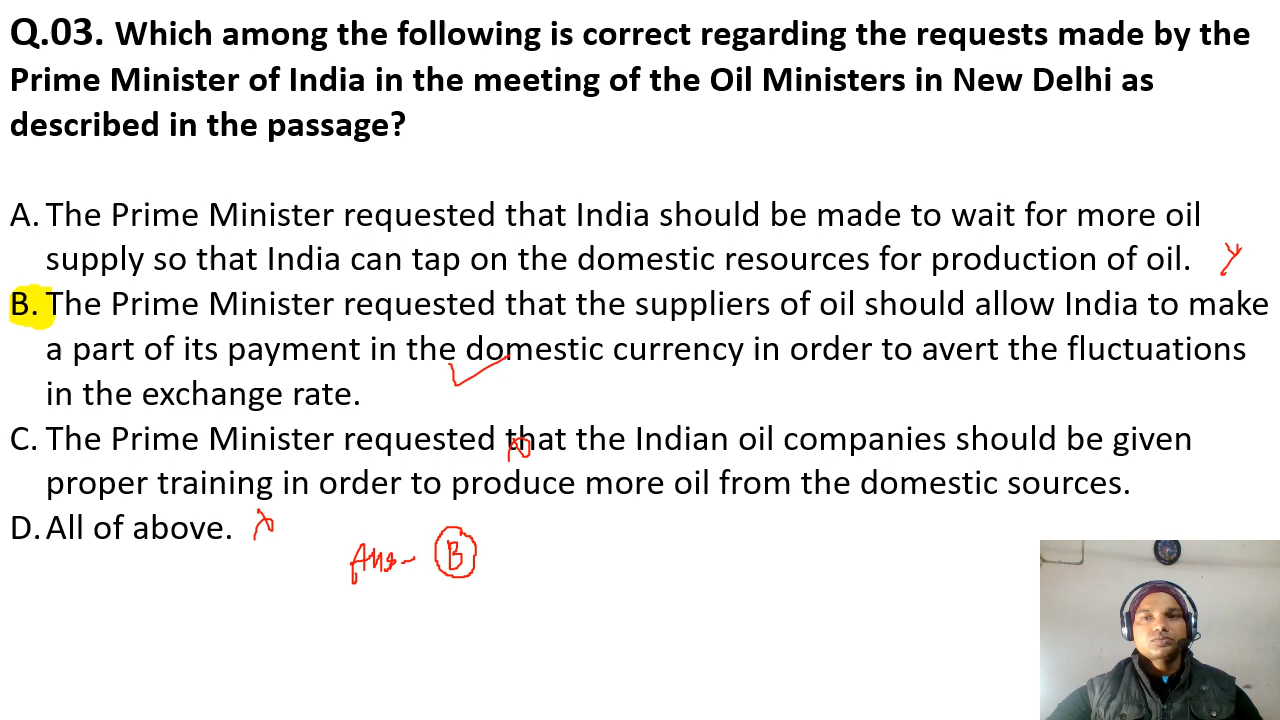 Q.03. Which among the following is correct regarding the requests made by the
Prime Minister of India in the meeting of the Oil Ministers in New Delhi as
described in the passage?
A. The Prime Minister requested that India should be made to wait for more oil
supply so that India can tap on the domestic resources for production of oil.
B. The Prime Minister requested that the suppliers of oil should allow India to make
a part of its payment in the domestic currency in order to avert the fluctuations
in the exchange rate.
C. The Prime Minister requested that the Indian oil companies should be given
proper training in order to produce more oil from the domestic sources.
D. All of above.
Ans- B